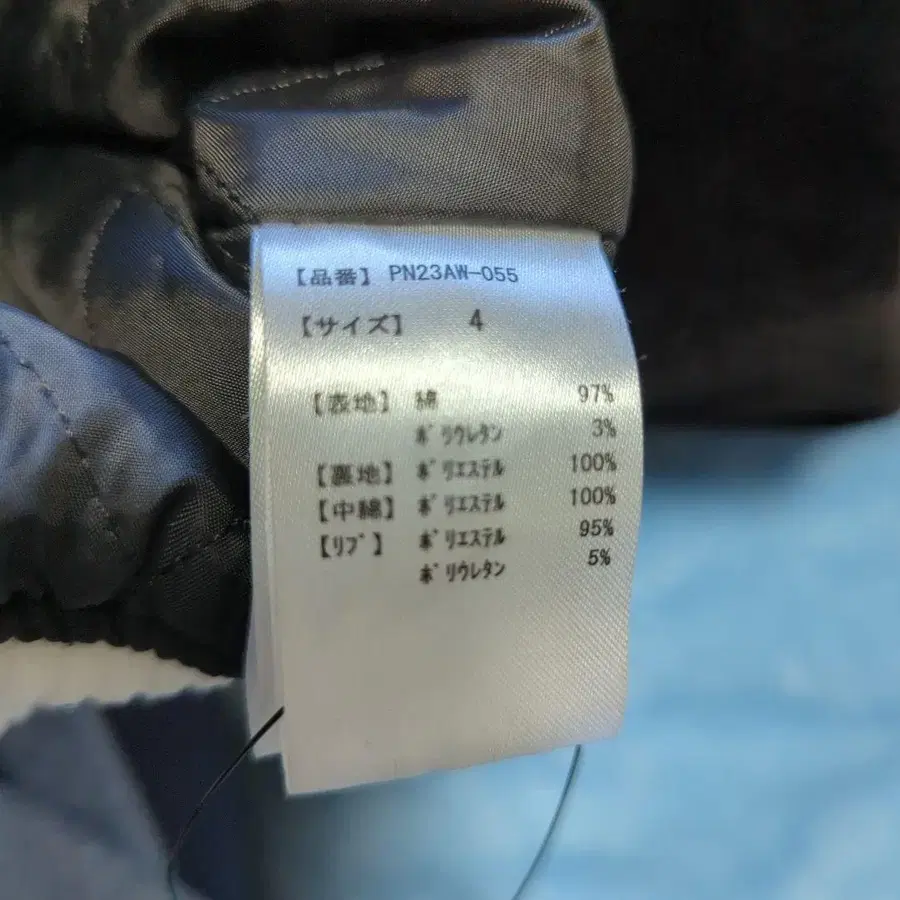 【品番】 PN23AW-055
【サイズ】 4
【表地】 綿 97%
ポリウレタン 3%
【裏地】 ポリエステル 100%
【中綿】 ポリエステル 100%
【リブ】 ポリエステル 95%
ポリウレタン 5%